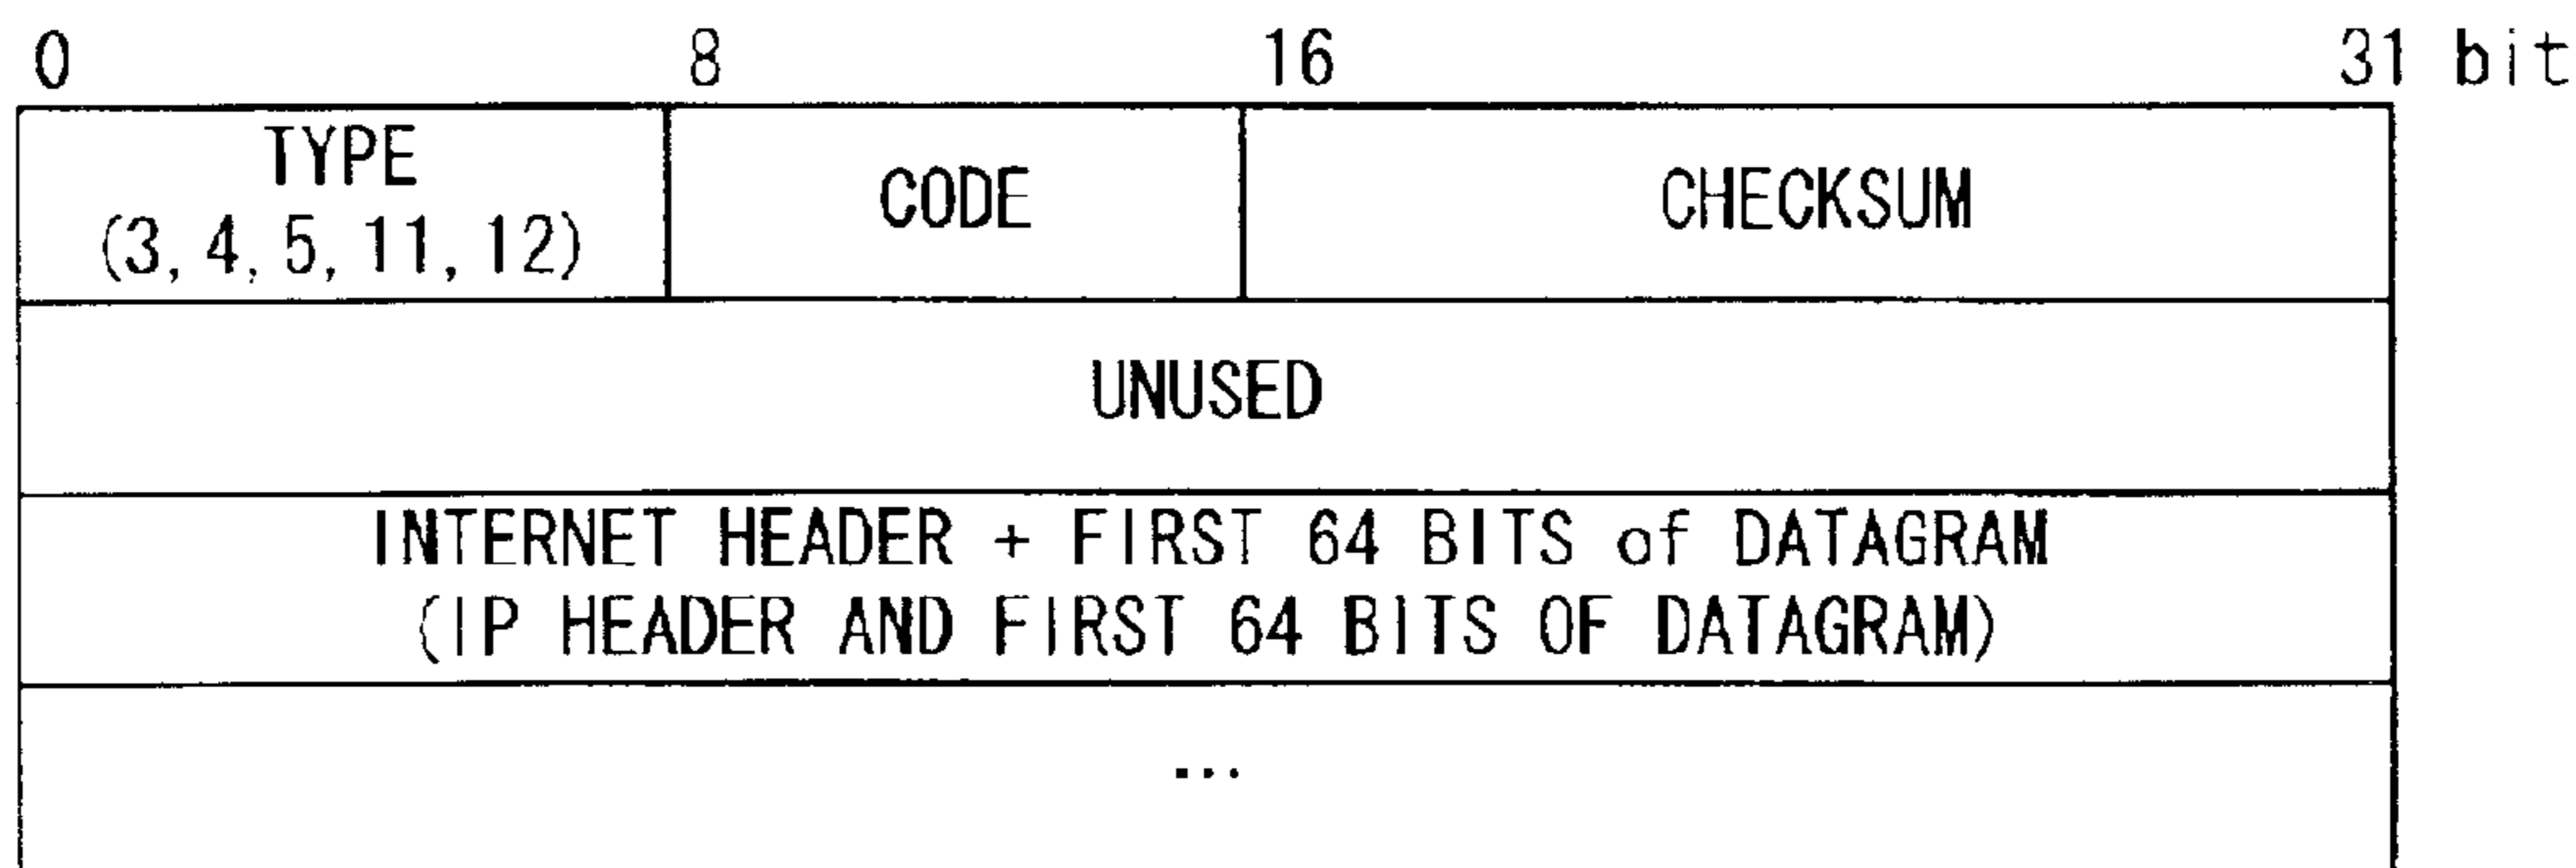 0 8 16 31 bit
TYPE
(3, 4, 5, 11, 12)
CODE
CHECKSUM
UNUSED
INTERNET HEADER + FIRST 64 BITS of DATAGRAM
(IP HEADER AND FIRST 64 BITS OF DATAGRAM)
...